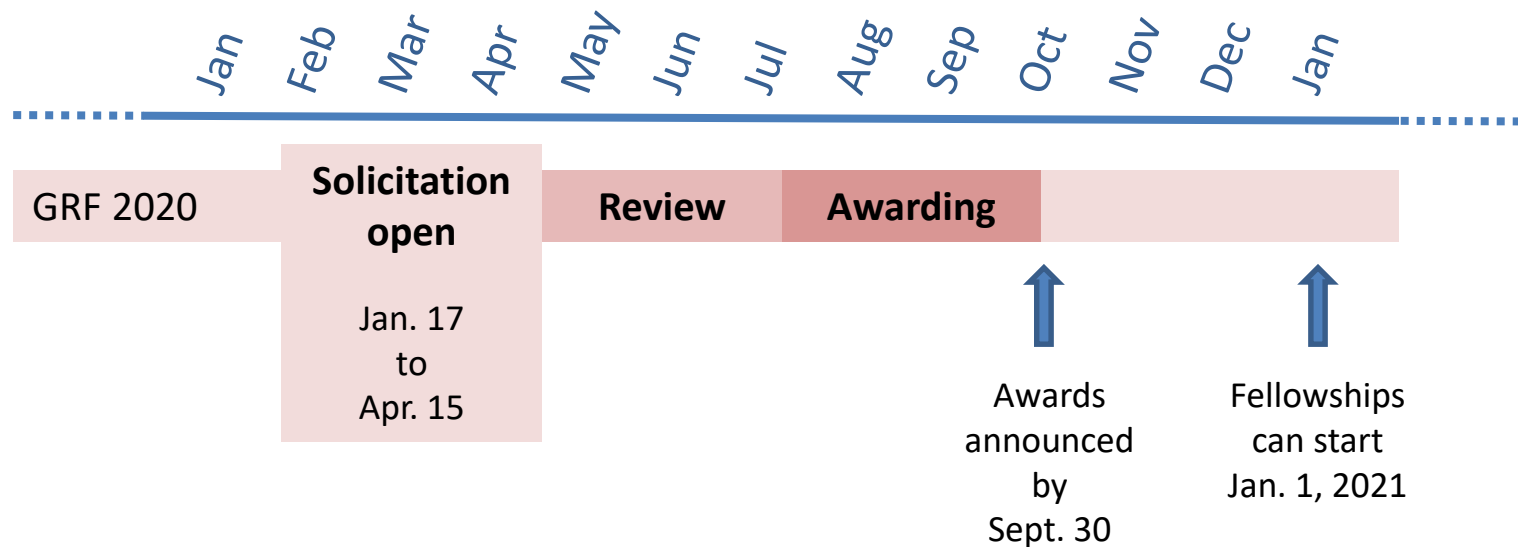 Jan Feb Mar Apr May Jun Jul Aug Sep Oct Nov Dec Jan
GRF 2020
Solicitation
open
Jan. 17
to
Apr. 15
Review
Awarding
Awards
announced
by
Sept. 30
Fellowships
can start
Jan. 1, 2021